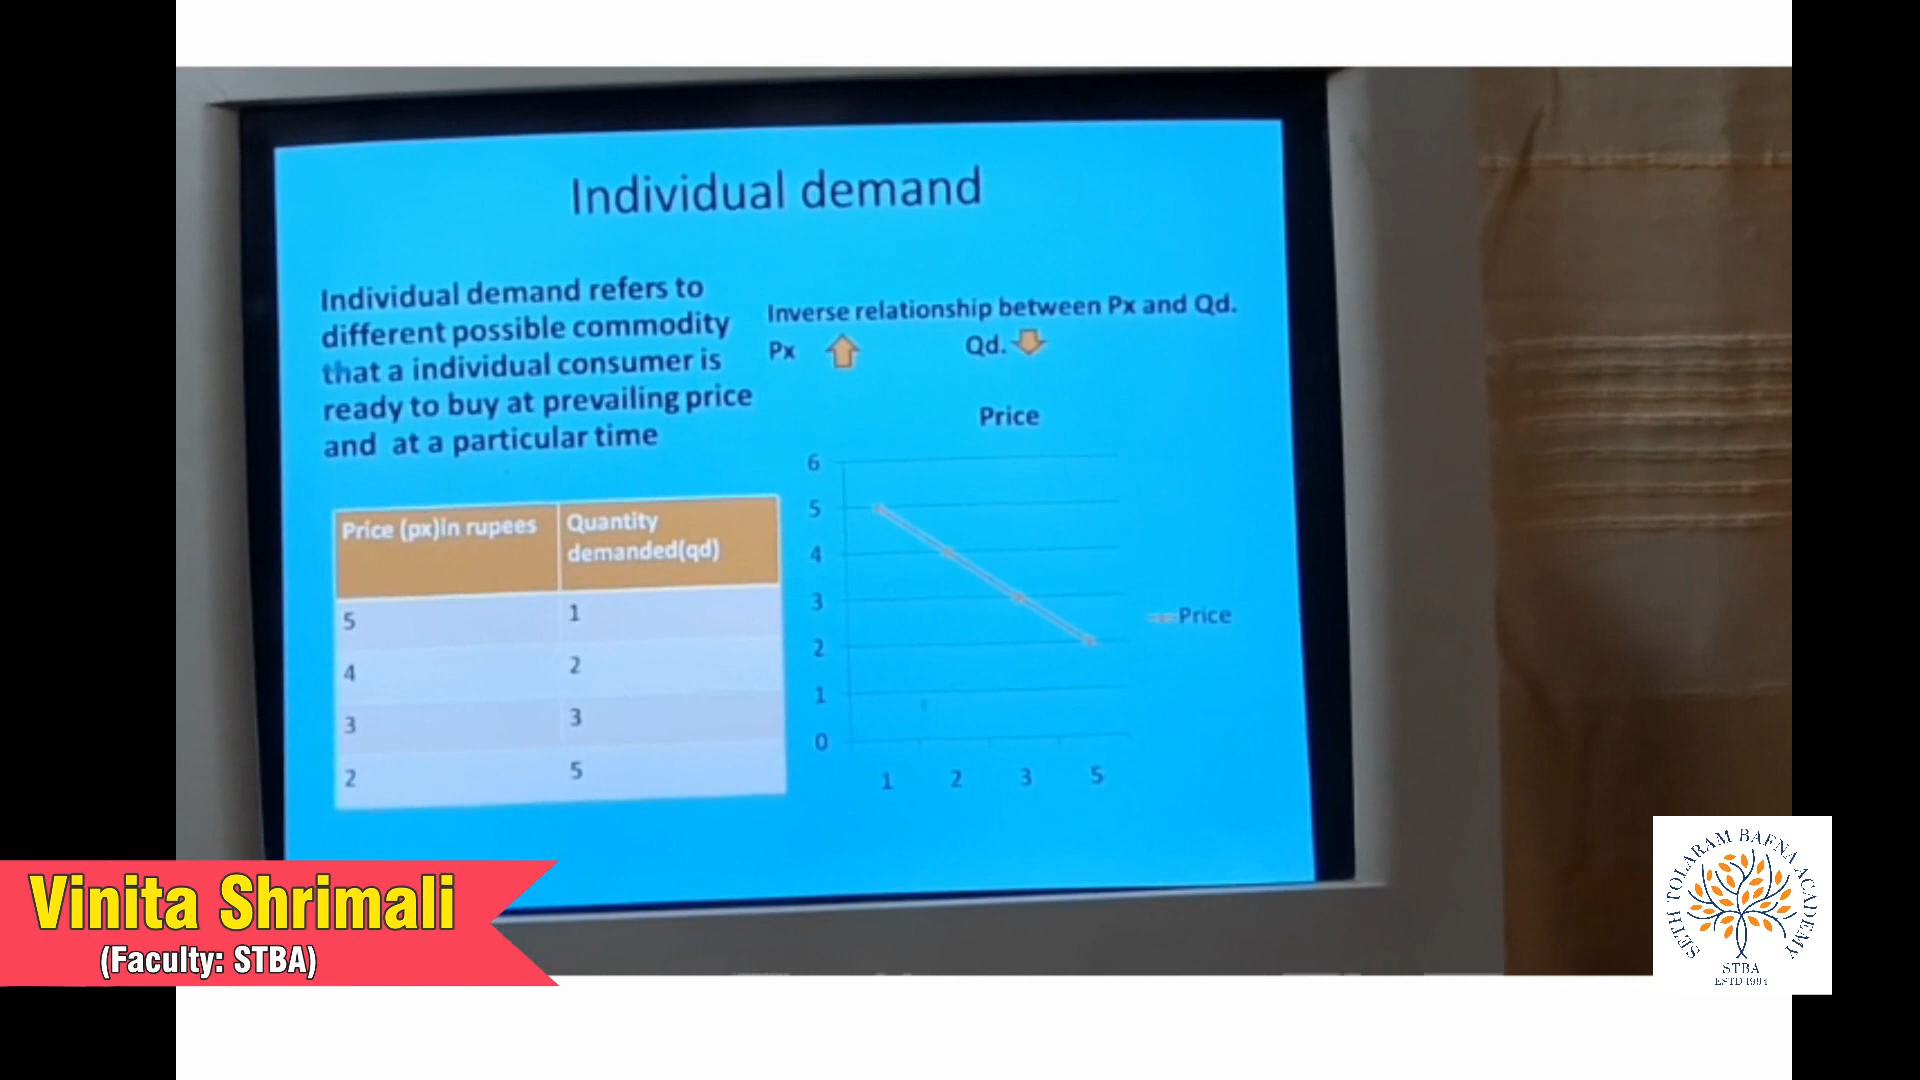 Individual demand
Individual demand refers to
different possible commodity
that a individual consumer is
ready to buy at prevailing price
and at a particular time
Inverse relationship between Px and Qd.
Px Qd.
Price (px)in rupees Quantity
demanded(qd)
5 1
4 2
3 3
2 5
Price
6
5
4
3
2
1
0
1 2 3 5
Price
Vinita Shrimali
(Faculty: STBA)
SETH TOLARAM BAFNA ACADEMY
STBA
ESTD 1994